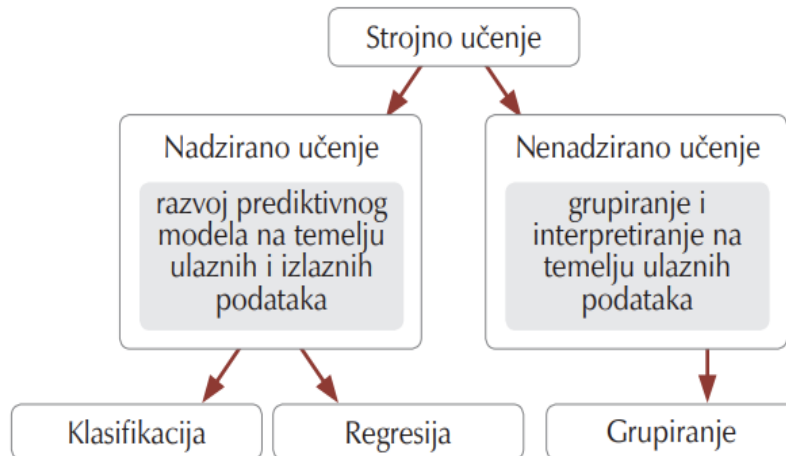 Strojno učenje
Nadzirano učenje
razvoj prediktivnog
modela na temelju
ulaznih i izlaznih
podataka
Nenadzirano učenje
grupiranje i
interpretiranje na
temelju ulaznih
podataka
Klasifikacija
Regresija
Grupiranje